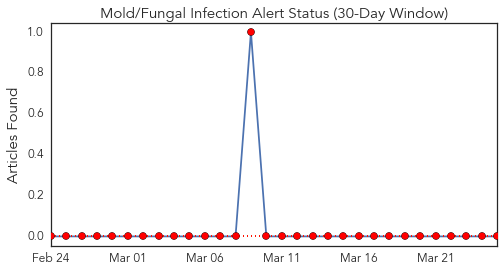 Mold/Fungal Infection Alert Status (30-Day Window)
Articles Found
1.0
0.8
0.6
0.4
0.2
0.0
Feb 24 Mar 01 Mar 06 Mar 11 Mar 16 Mar 21